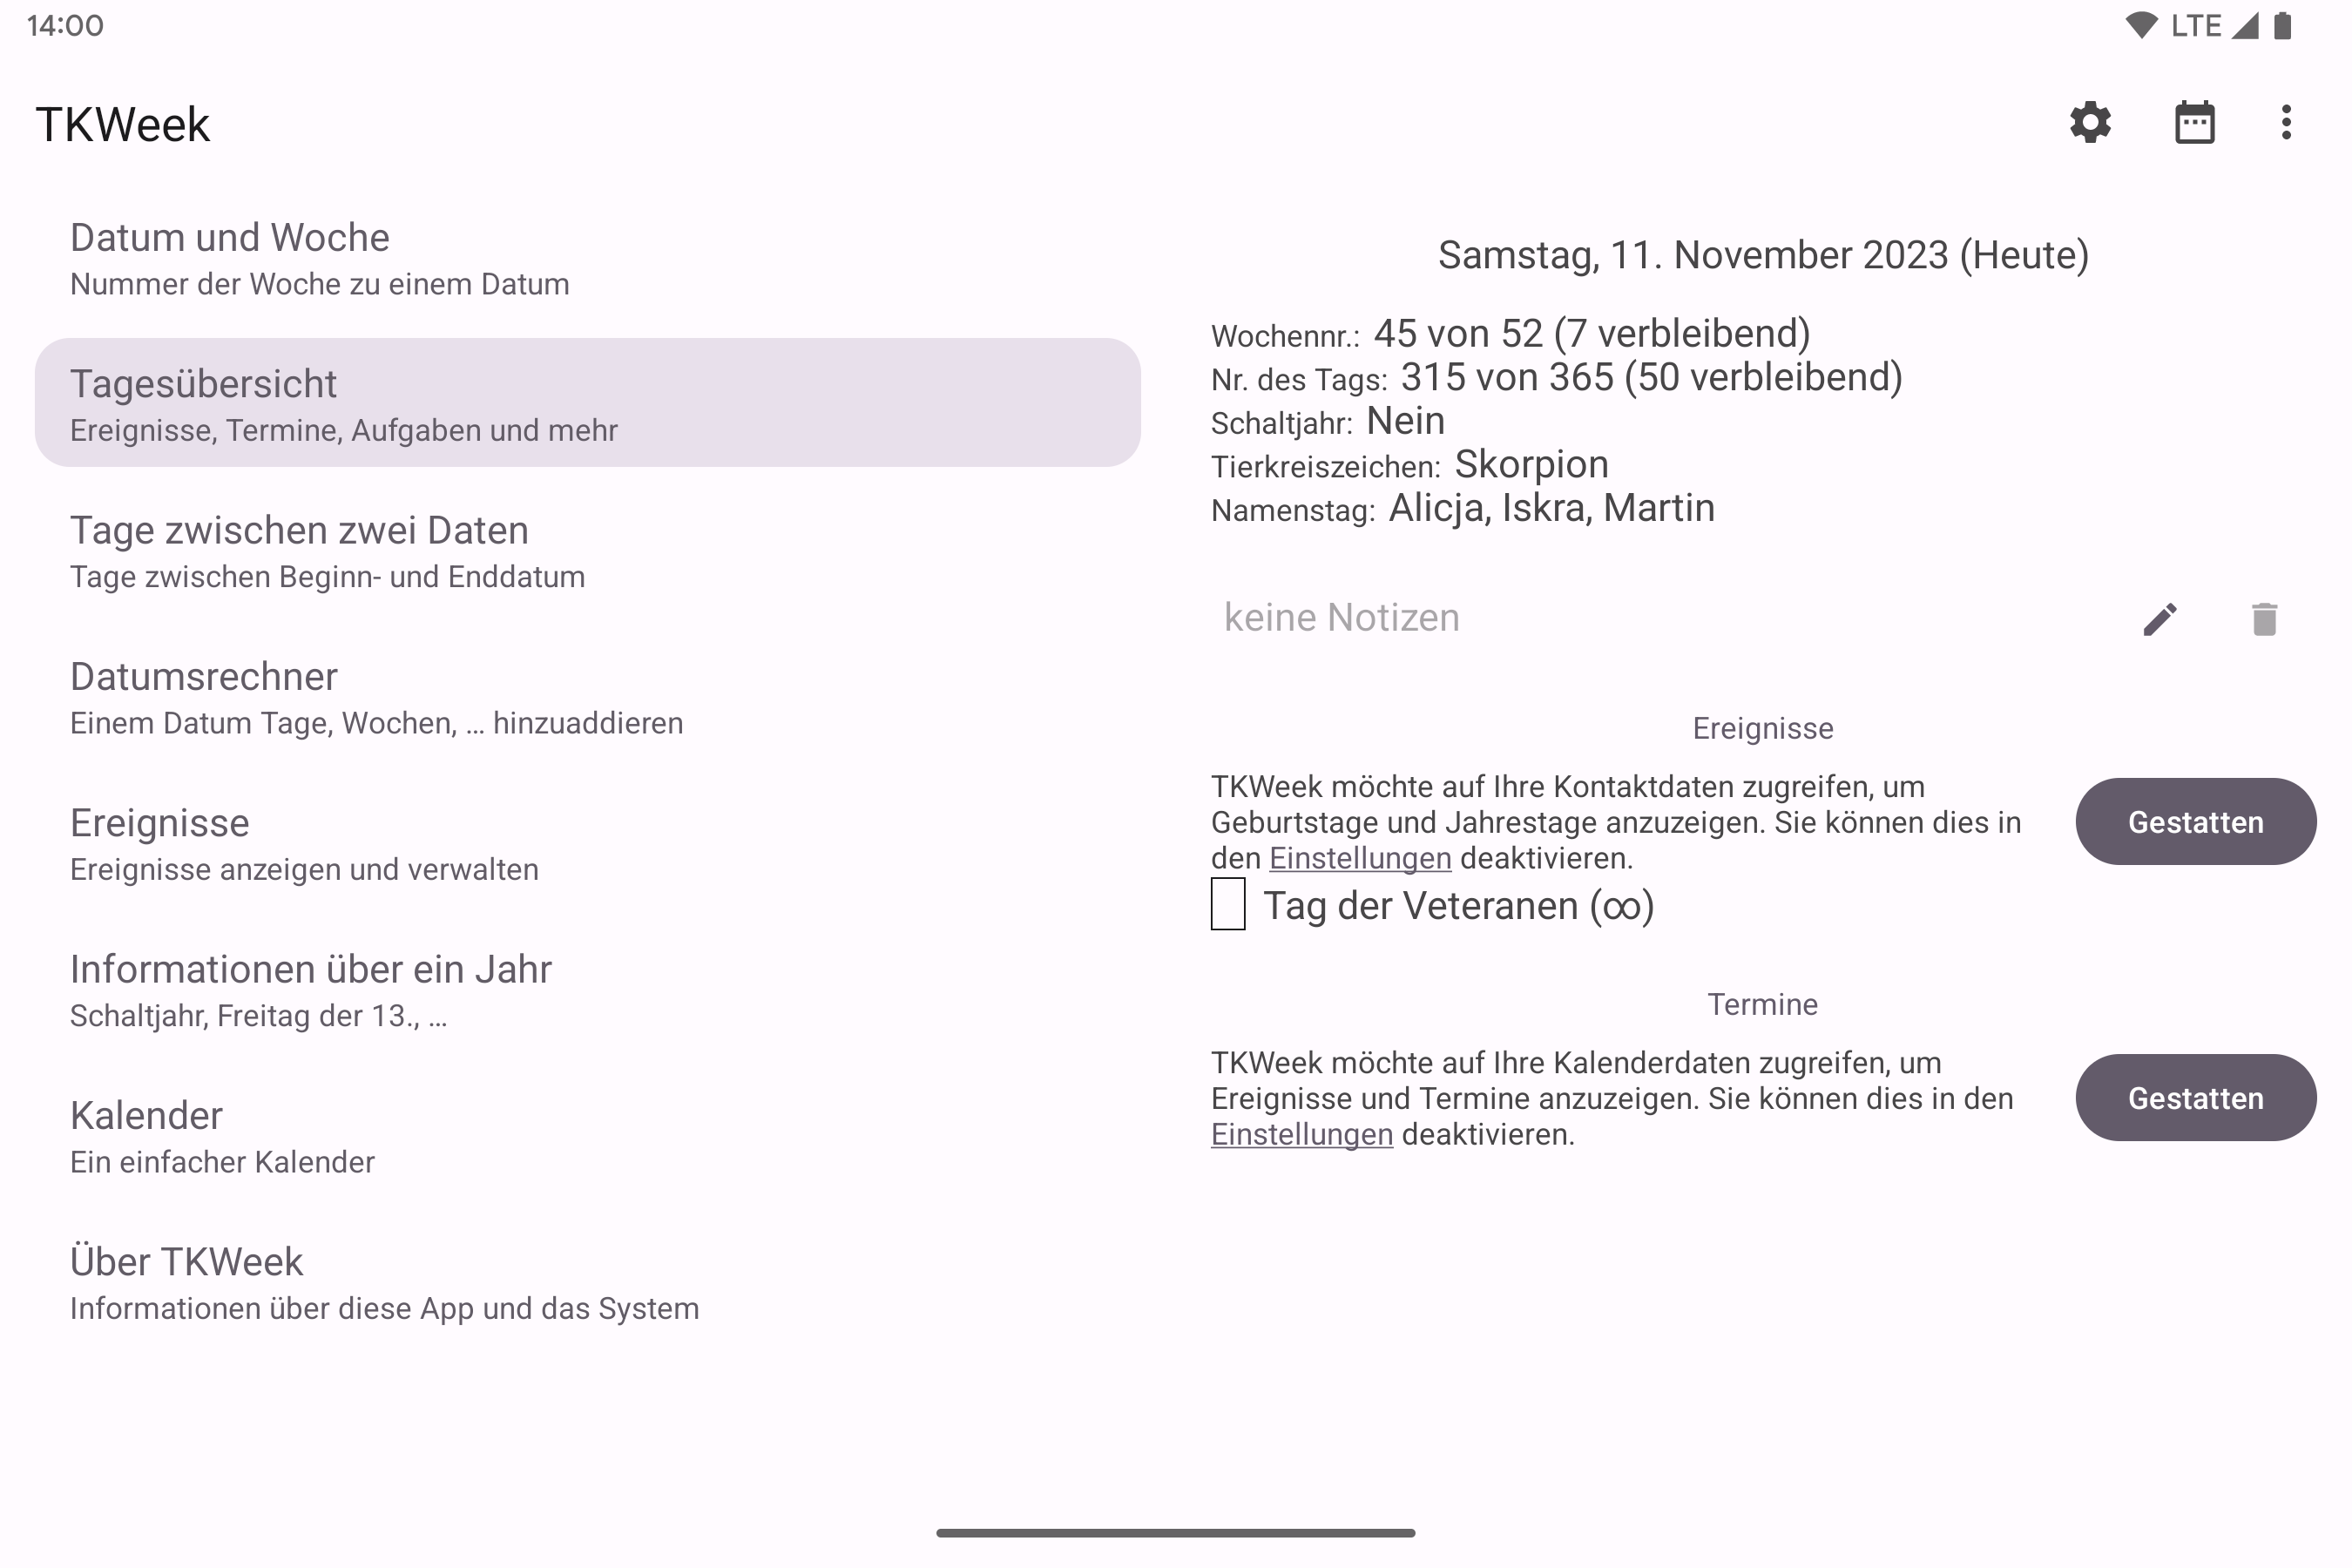 14:00
LTE
TKWeek
Datum und Woche
Nummer der Woche zu einem Datum
Tagesübersicht
Ereignisse, Termine, Aufgaben und mehr
Tage zwischen zwei Daten
Tage zwischen Beginn- und Enddatum
Datumsrechner
Einem Datum Tage, Wochen, … hinzuaddieren
Ereignisse
Ereignisse anzeigen und verwalten
Informationen über ein Jahr
Schaltjahr, Freitag der 13., …
Kalender
Ein einfacher Kalender
Über TKWeek
Informationen über diese App und das System
Samstag, 11. November 2023 (Heute)
Wochennr.: 45 von 52 (7 verbleibend)
Nr. des Tags: 315 von 365 (50 verbleibend)
Schaltjahr: Nein
Tierkreiszeichen: Skorpion
Namenstag: Alicja, Iskra, Martin
keine Notizen
Ereignisse
TKWeek möchte auf Ihre Kontaktdaten zugreifen, um
Geburtstage und Jahrestage anzuzeigen. Sie können dies in
den Einstellungen deaktivieren.
Gestatten
Tag der Veteranen (∞)
Termine
TKWeek möchte auf Ihre Kalenderdaten zugreifen, um
Ereignisse und Termine anzuzeigen. Sie können dies in den
Einstellungen deaktivieren.
Gestatten